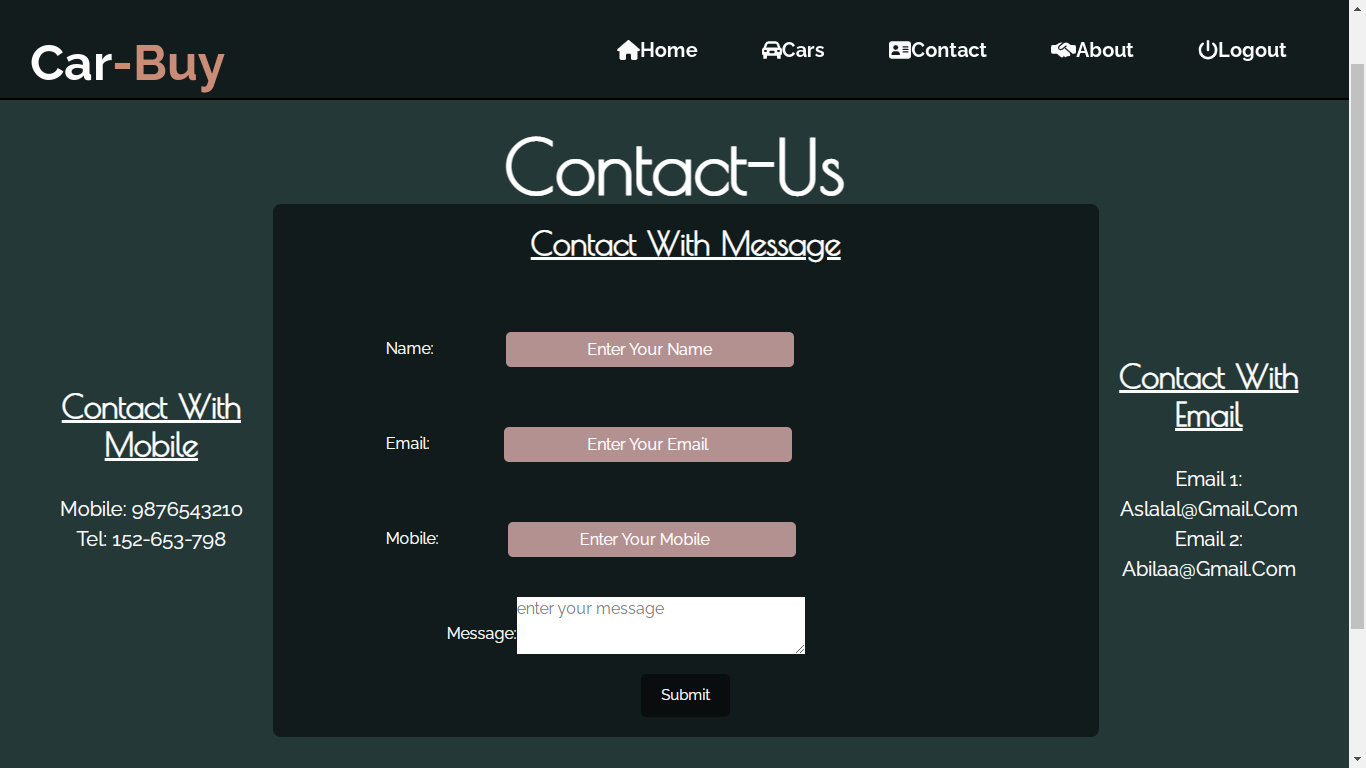 Car-Buy
Home
Cars
Contact
About
Logout
Contact-Us
Contact With
Mobile
Mobile: 9876543210
Tel: 152-653-798
Contact With Message
Name:
Enter Your Name
Email:
Enter Your Email
Mobile:
Enter Your Mobile
Message:
enter your message
Submit
Contact With
Email
Email 1:
Aslalal@Gmail.Com
Email 2:
Abilaa@Gmail.Com